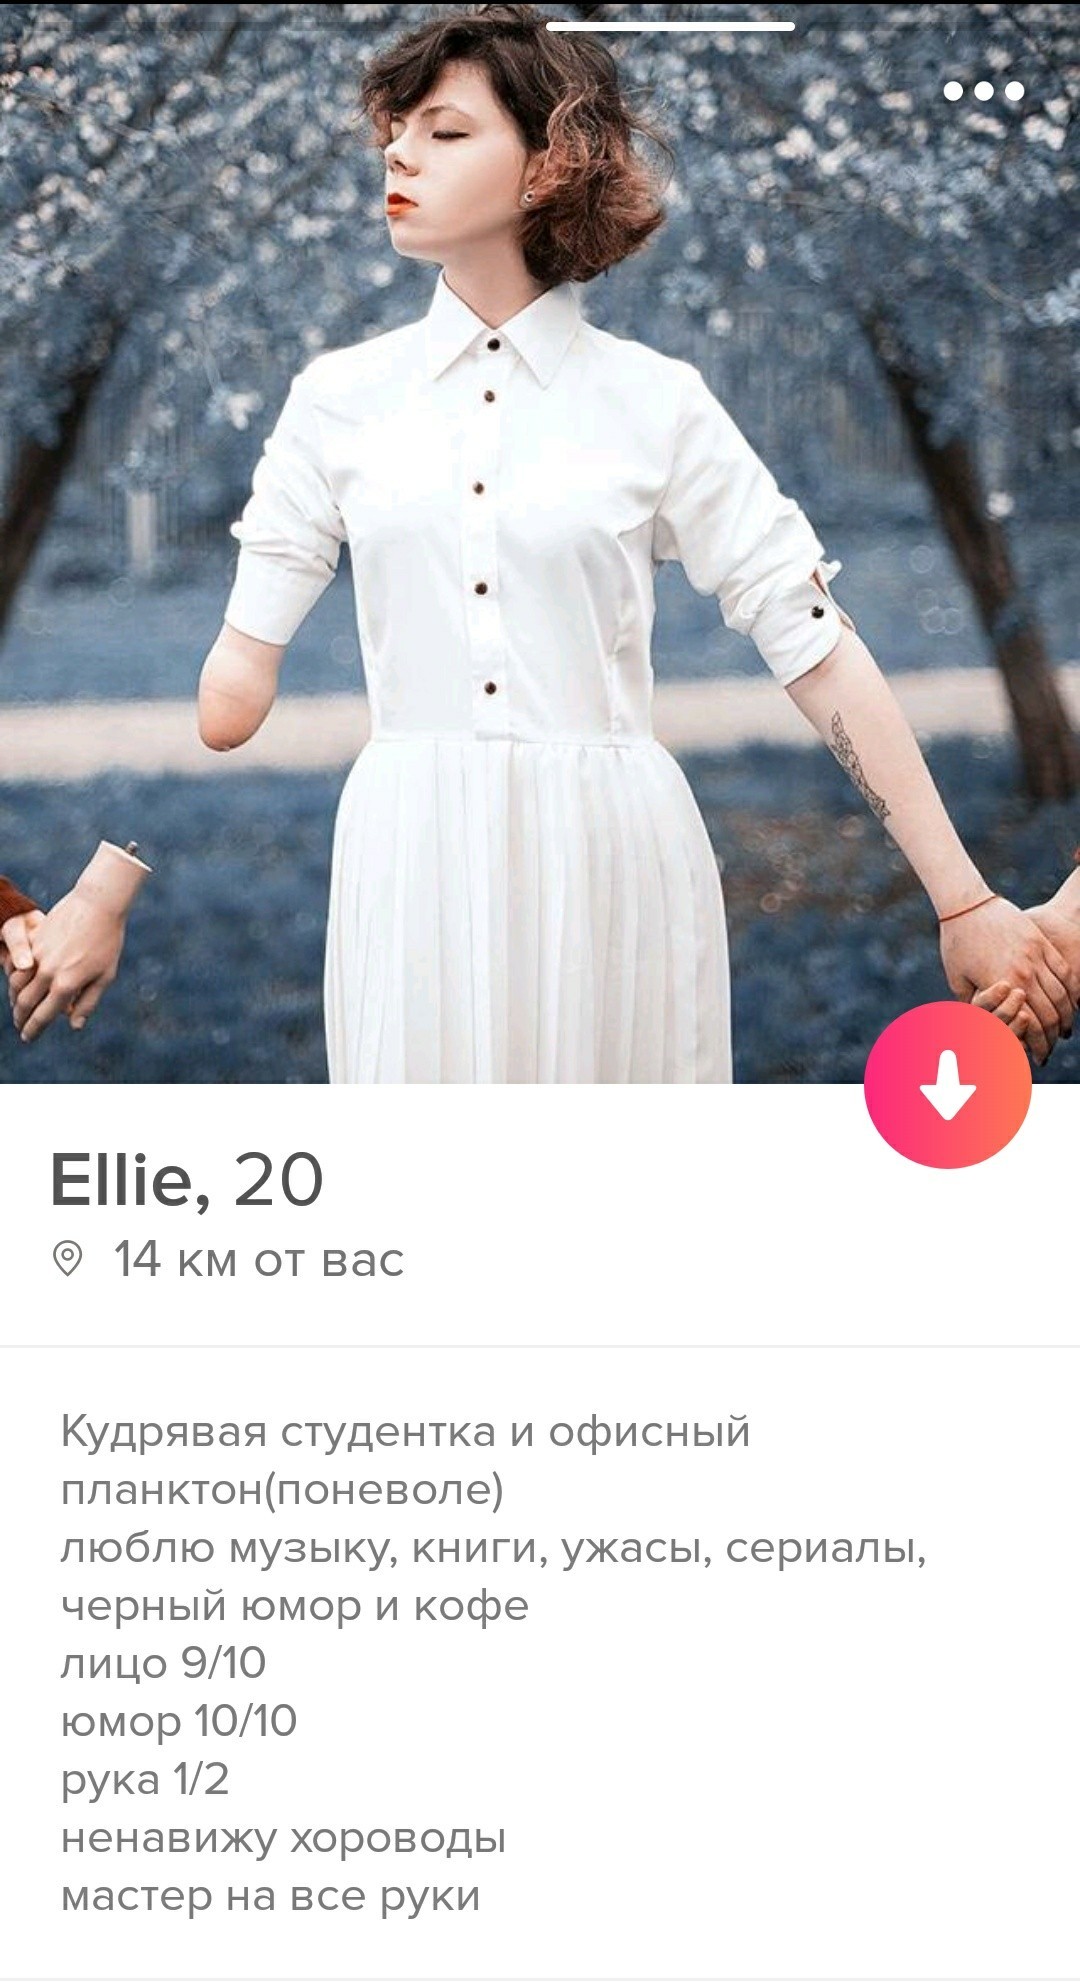 Ellie, 20
14 км от вас
Кудрявая студентка и офисный
планктон(поневоле)
люблю музыку, книги, ужасы, сериалы,
черный юмор и кофе
лицо 9/10
юмор 10/10
рука 1/2
ненавижу хороводы
мастер на все руки